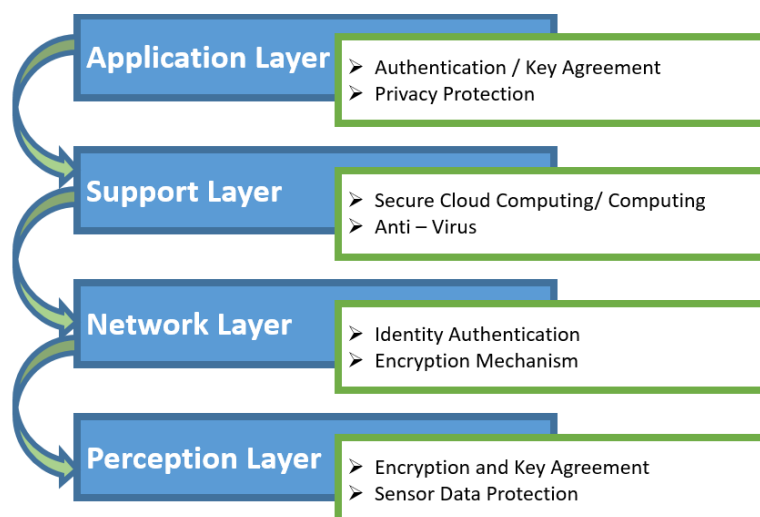 Application Layer
➢ Authentication / Key Agreement
➢ Privacy Protection
Support Layer
➢ Secure Cloud Computing/ Computing
➢ Anti – Virus
Network Layer
➢ Identity Authentication
➢ Encryption Mechanism
Perception Layer
➢ Encryption and Key Agreement
➢ Sensor Data Protection